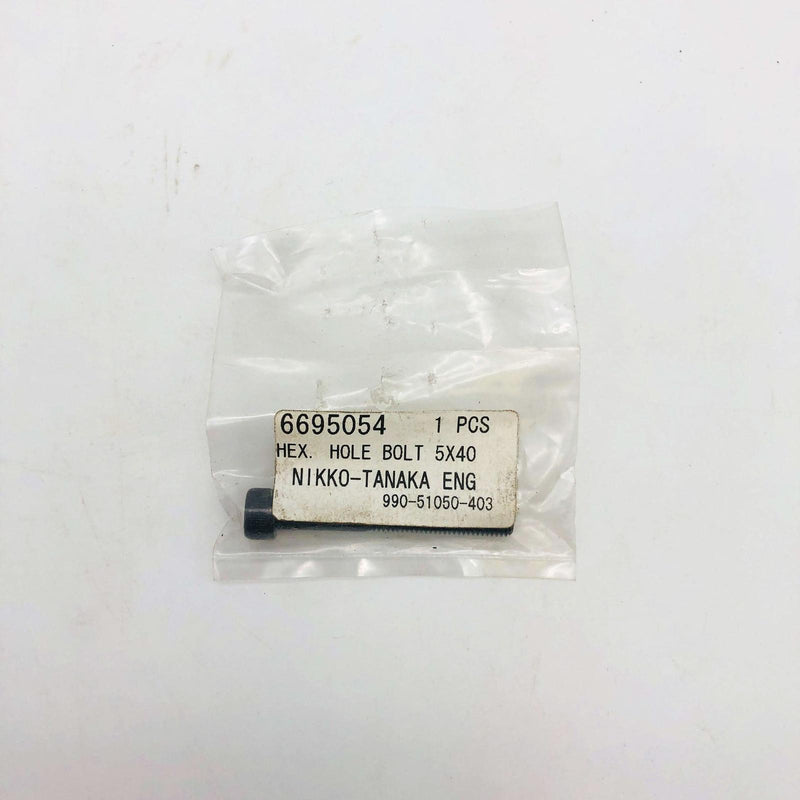 6695054 1 PCS
HEX. HOLE BOLT 5X40
NIKKO-TANAKA ENG
990-51050-403